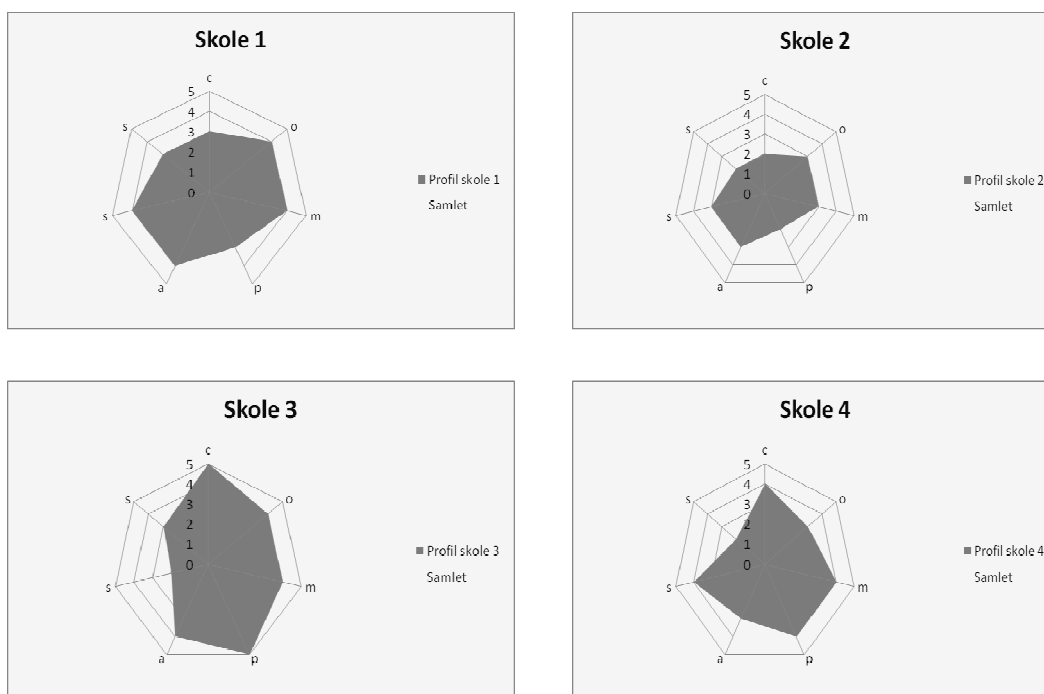 Skole 1
c
5
4
3
2
1
0
s
o
s
m
a
p
Profil skole 1
Samlet
Skole 2
c
5
4
3
2
1
0
s
o
s
m
a
p
Profil skole 2
Samlet
Skole 3
c
5
4
3
2
1
0
s
o
s
m
a
p
Profil skole 3
Samlet
Skole 4
c
5
4
3
2
1
0
s
o
s
m
a
p
Profil skole 4
Samlet